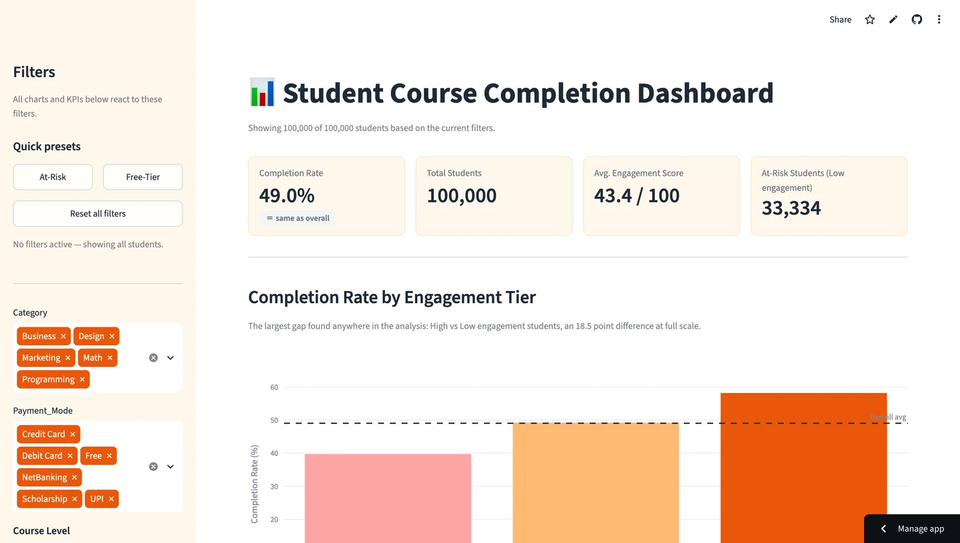 Share
Filters
All charts and KPIs below react to these
filters.
Quick presets
At-Risk
Free-Tier
Reset all filters
No filters active — showing all students.
Category
Business × Design ×
Marketing × Math ×
Programming ×
Payment_Mode
Credit Card ×
Debit Card × Free ×
NetBanking ×
Scholarship × UPI ×
Course Level
Student Course Completion Dashboard
Showing 100,000 of 100,000 students based on the current filters.
Completion Rate
49.0%
= same as overall
Total Students
100,000
Avg. Engagement Score
43.4 / 100
At-Risk Students (Low
engagement)
33,334
Completion Rate by Engagement Tier
The largest gap found anywhere in the analysis: High vs Low engagement students, an 18.5 point difference at full scale.
60
50
40
30
20
Completion Rate (%)
Overall avg
Manage app